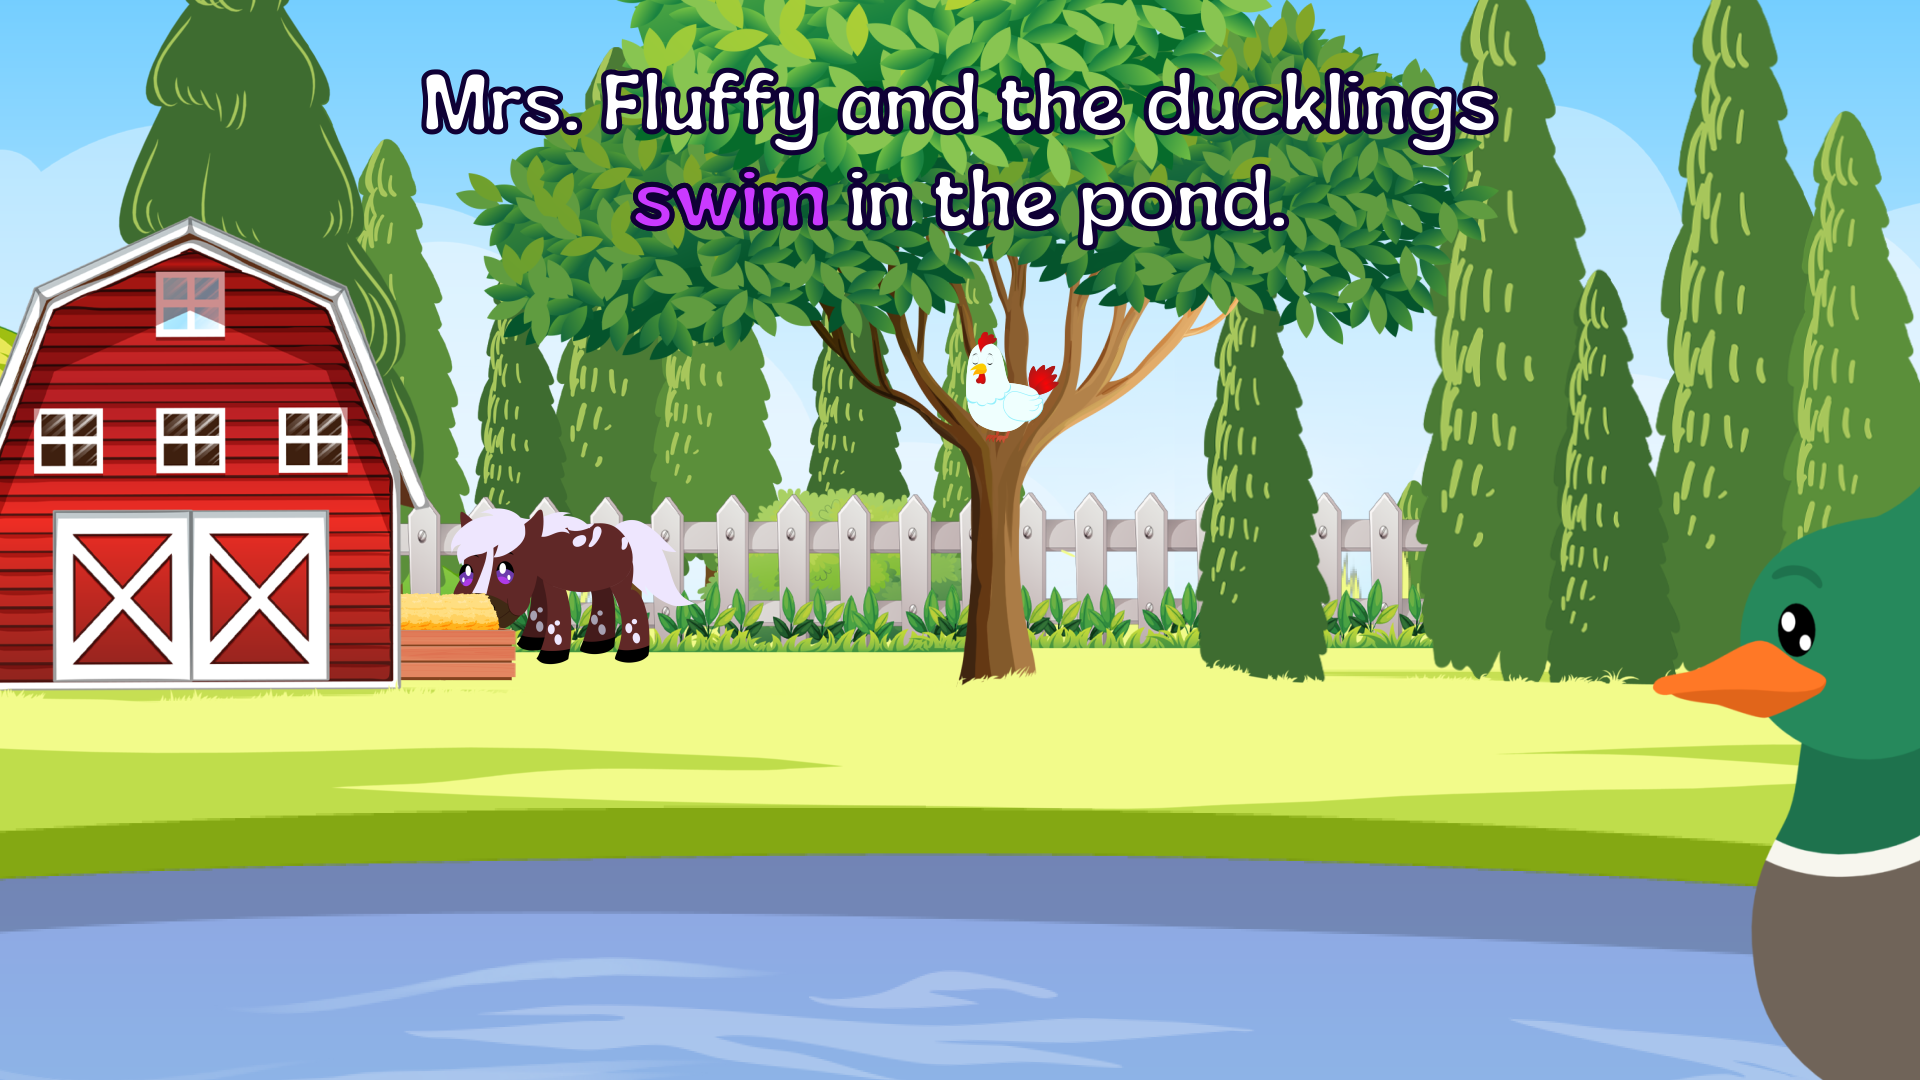 Mrs. Fluffy and the ducklings
swim in the pond.